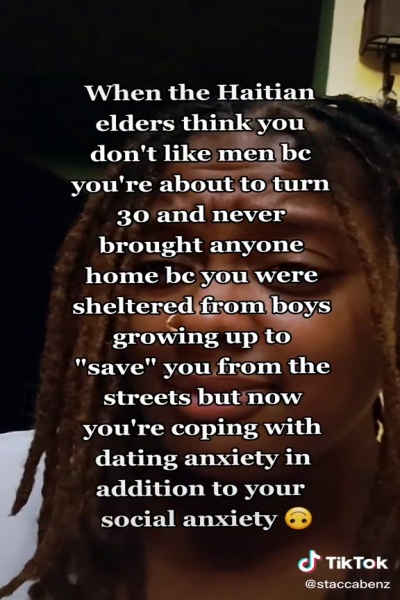 When the Haitian
elders think you
don't like men bc
you're about to turn
30 and never
brought anyone
home bc you were
sheltered from boys
growing up to
"save" you from the
streets but now
you're coping with
dating anxiety in
addition to your
social anxiety 🙃
TikTok
@staccabenz